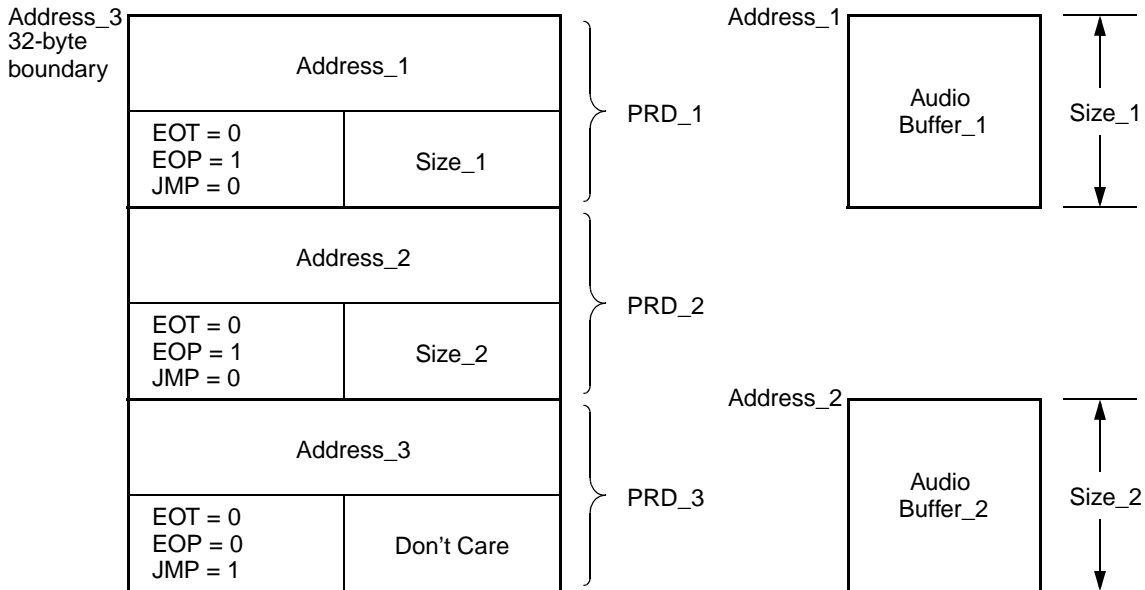 Address_3
32-byte
boundary
Address_1
EOT = 0
EOP = 1
JMP = 0
Size_1
PRD_1
Address_2
EOT = 0
EOP = 1
JMP = 0
Size_2
PRD_2
Address_3
EOT = 0
EOP = 0
JMP = 1
Don't Care
PRD_3
Address_1
Audio
Buffer_1
Size_1
Address_2
Audio
Buffer_2
Size_2